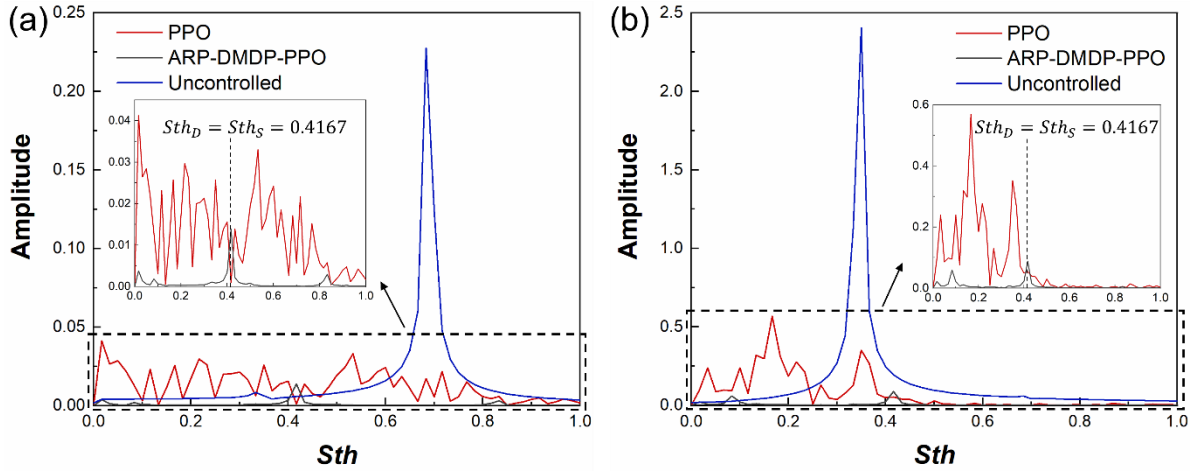 (a)
Amplitude
0.25
0.20
0.15
0.10
0.05
0.00
PPO
ARP-DMDP-PPO
Uncontrolled
0.04
0.03
0.02
0.01
0.00
Sth_D = Sth_S = 0.4167
0.0 0.2 0.4 0.6 0.8 1.0
0.0 0.2 0.4 0.6 0.8 1.0
Sth
(b)
Amplitude
2.5
2.0
1.5
1.0
0.5
0.0
PPO
ARP-DMDP-PPO
Uncontrolled
0.6
0.4
0.2
0.0
Sth_D = Sth_S = 0.4167
0.0 0.2 0.4 0.6 0.8 1.0
0.0 0.2 0.4 0.6 0.8 1.0
Sth